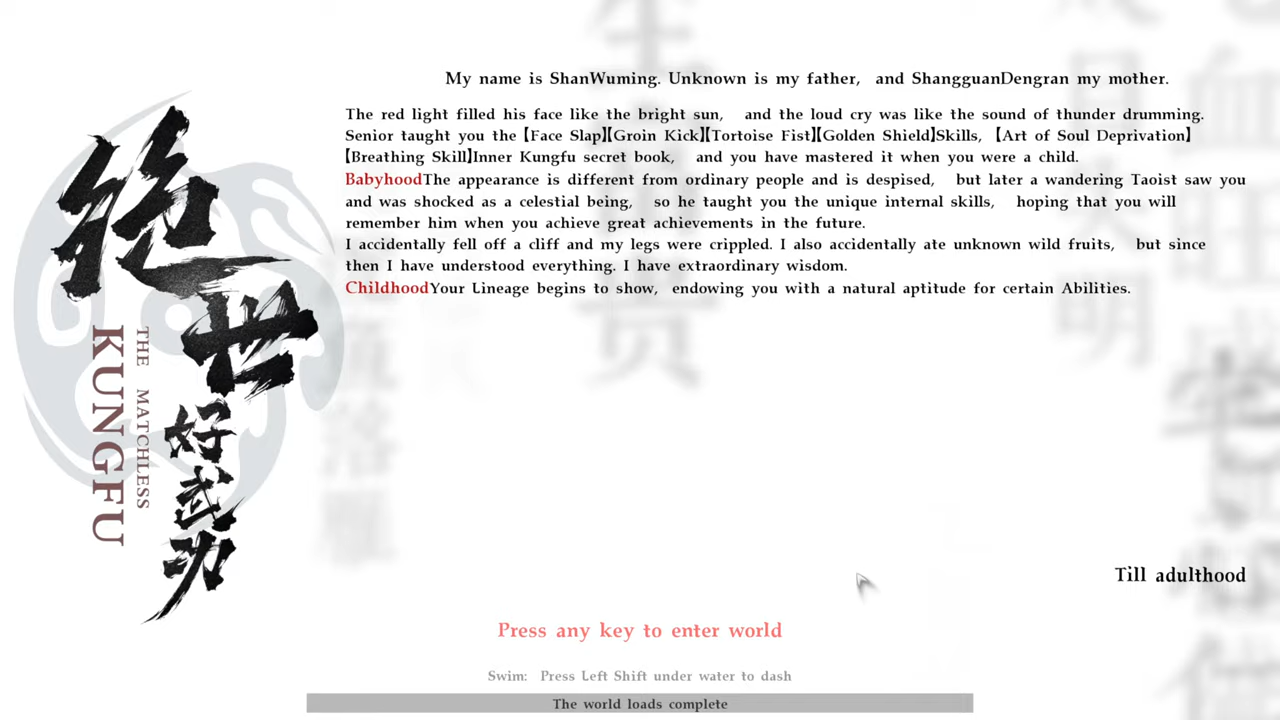 My name is ShanWuming. Unknown is my father, and ShangguanDengran my mother.
The red light filled his face like the bright sun, and the loud cry was like the sound of thunder drumming.
Senior taught you the【Face Slap】【Groin Kick】【Tortoise Fist】【Golden Shield】Skills,【Art of Soul Deprivation】
【Breathing Skill】Inner Kungfu secret book, and you have mastered it when you were a child.
BabyhoodThe appearance is different from ordinary people and is despised, but later a wandering Taoist saw you
and was shocked as a celestial being, so he taught you the unique internal skills, hoping that you will
remember him when you achieve great achievements in the future.
I accidentally fell off a cliff and my legs were crippled. I also accidentally ate unknown wild fruits, but since
then I have understood everything. I have extraordinary wisdom.
ChildhoodYour Lineage begins to show, endowing you with a natural aptitude for certain Abilities.
绝世好武功
THE MATCHLESS
KUNGFU
Till adulthood
Press any key to enter world
Swim: Press Left Shift under water to dash
The world loads complete